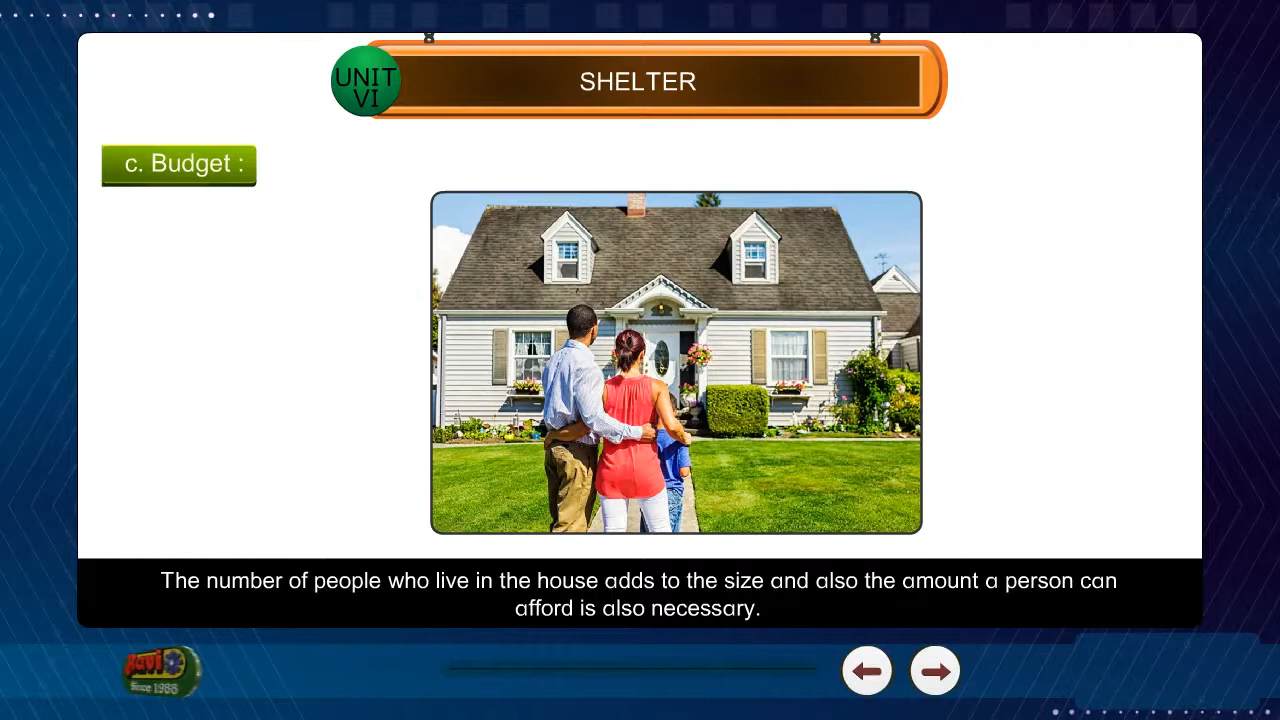 UNIT
VI
SHELTER
c. Budget :
The number of people who live in the house adds to the size and also the amount a person can
afford is also necessary.
Ravi
Since 1988